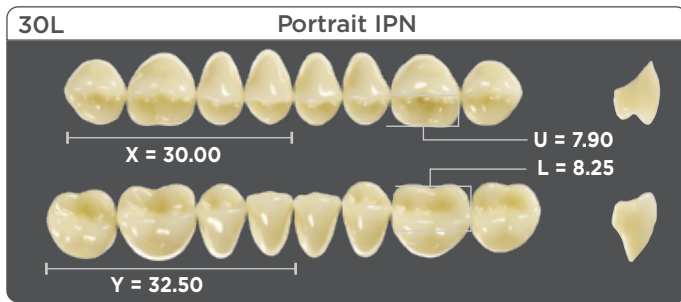 30L
Portrait IPN
U = 7.90
X = 30.00
L = 8.25
Y = 32.50